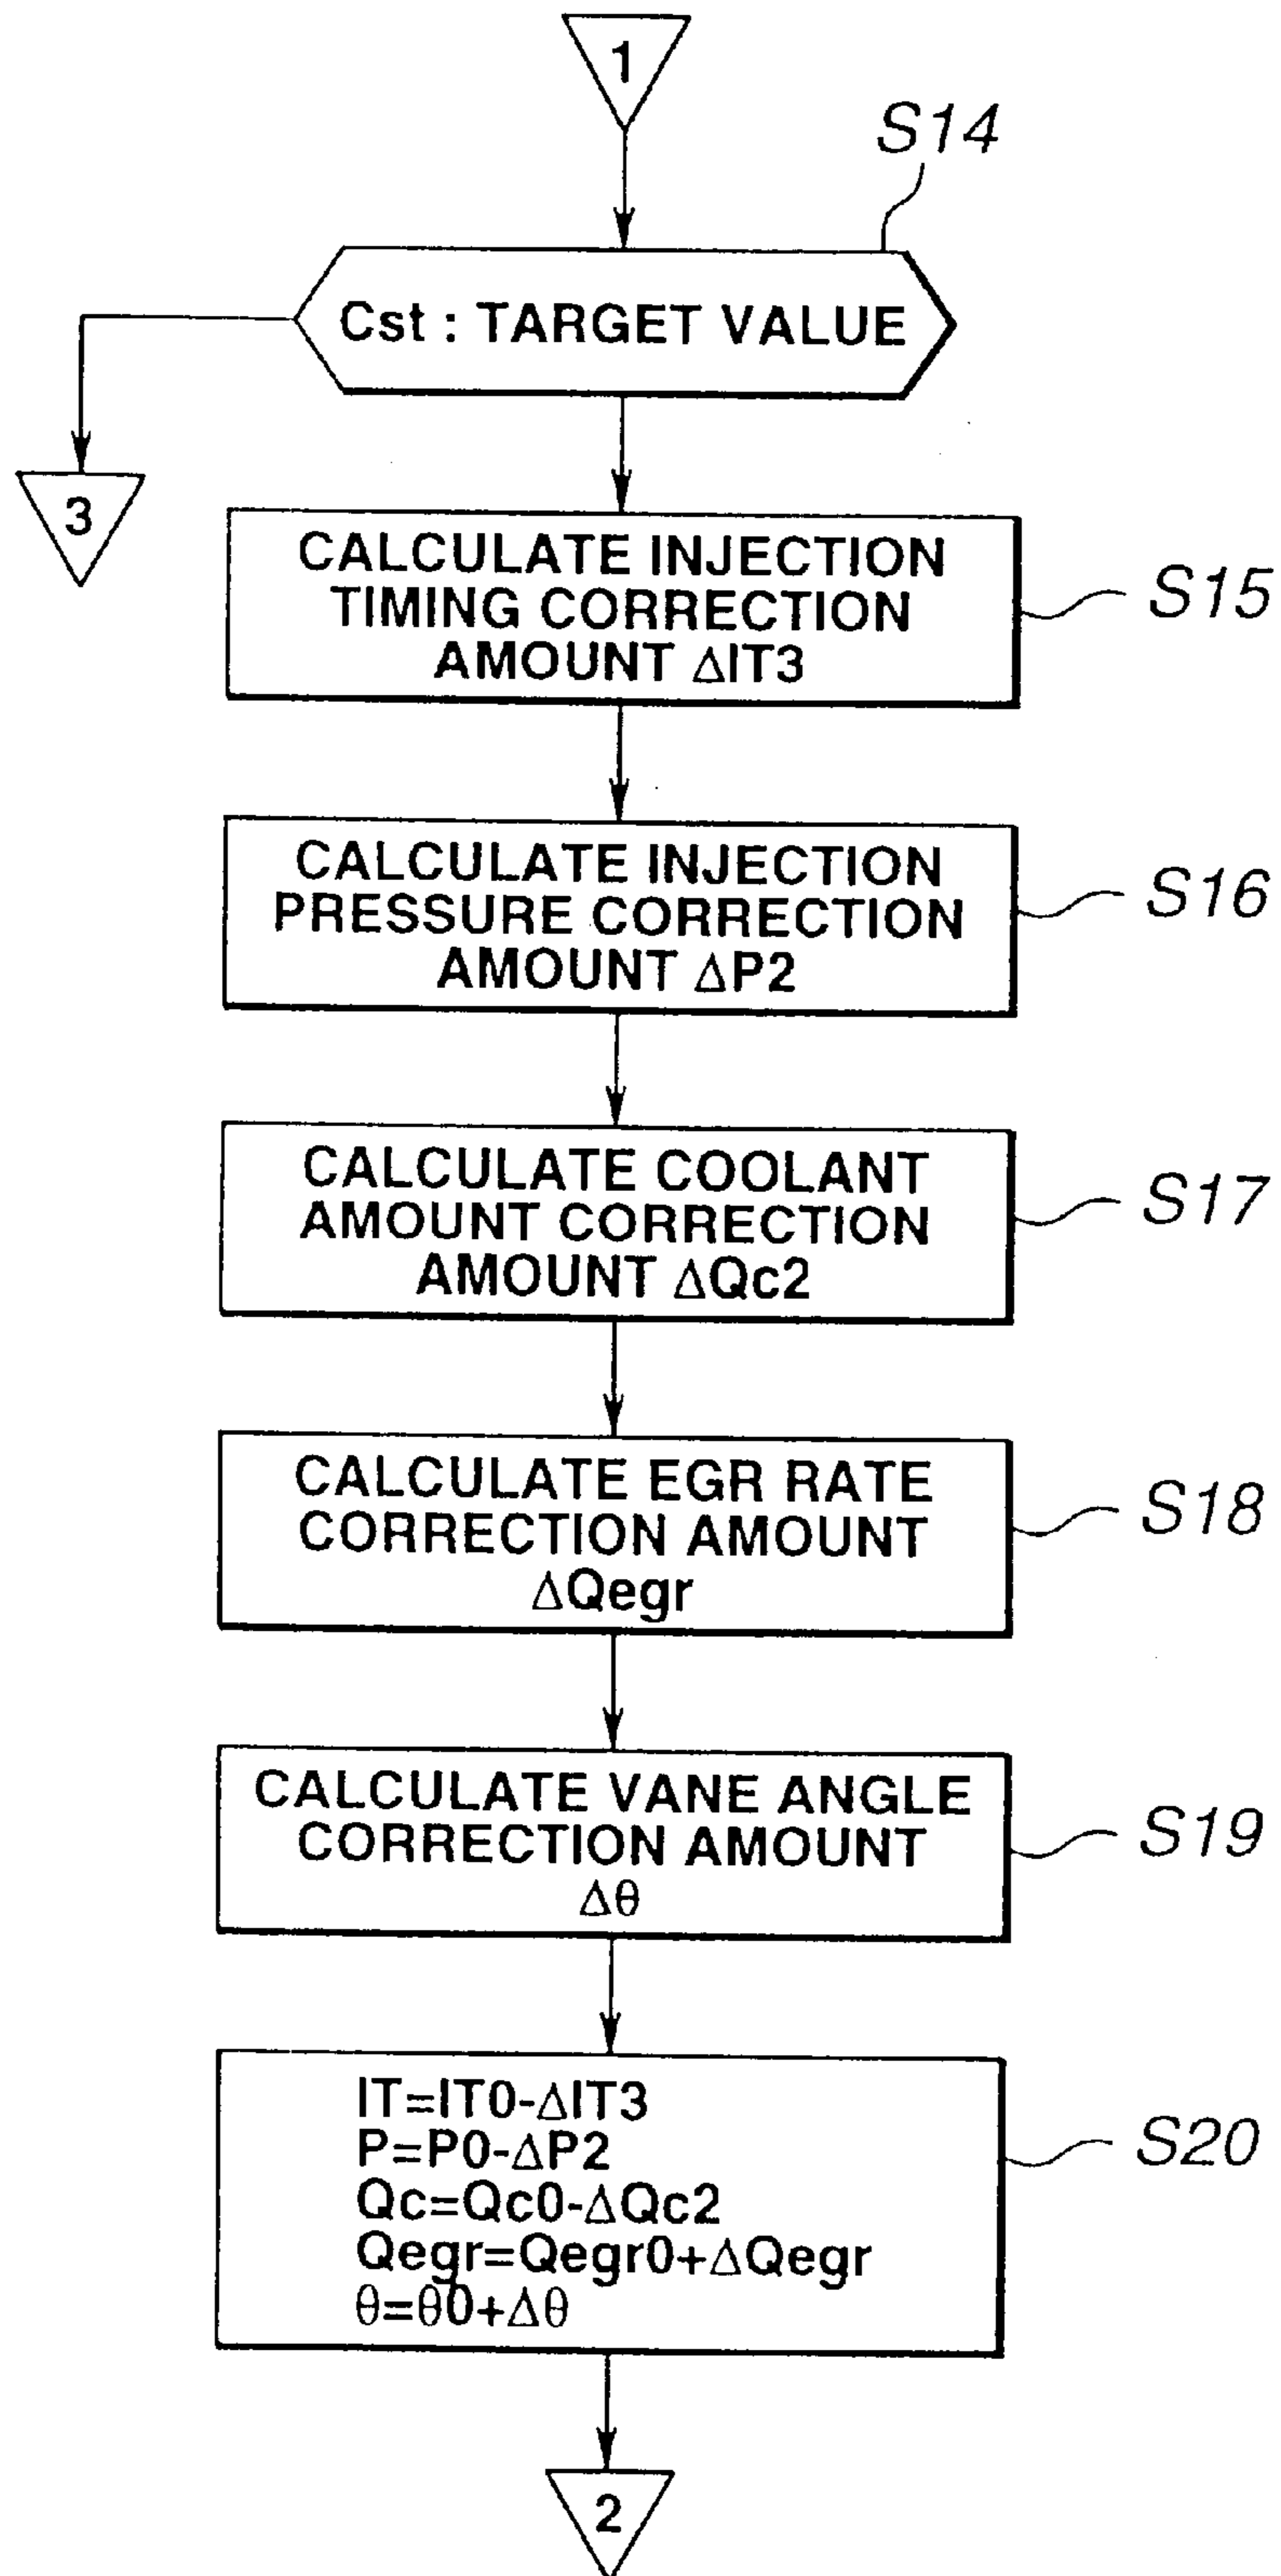 1
S14
Cst : TARGET VALUE
3
CALCULATE INJECTION
TIMING CORRECTION
AMOUNT ΔIT3
S15
CALCULATE INJECTION
PRESSURE CORRECTION
AMOUNT ΔP2
S16
CALCULATE COOLANT
AMOUNT CORRECTION
AMOUNT ΔQc2
S17
CALCULATE EGR RATE
CORRECTION AMOUNT
ΔQegr
S18
CALCULATE VANE ANGLE
CORRECTION AMOUNT
Δθ
S19
IT=IT0-ΔIT3
P=P0-ΔP2
Qc=Qc0-ΔQc2
Qegr=Qegr0+ΔQegr
θ=θ0+Δθ
S20
2